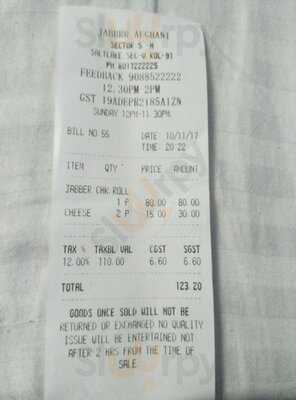 JABBER AFGHANI
SECTOR 5 -M
SALTLAKE SEC-V KOL-91
PH 8017222225
FEEDBACK 9088522222
12.30PM 2PM
GST 19ADEPR2185A1ZN
SUNDAY 12PM-11.30PM
BILL NO 55 DATE 10/11/17
TIME 20:22
ITEM QTY PRICE AMOUNT
JABBER CHK ROLL
1 P 80.00 80.00
CHEESE 2 P 15.00 30.00
TAX % TAXBL VAL CGST SGST
12.00% 110.00 6.60 6.60
TOTAL 123.20
GOODS ONCE SOLD WILL NOT BE
RETURNED OR EXCHANGED NO QUALITY
ISSUE WILL BE ENTERTAINED NOT
AFTER 2 HRS FROM THE TIME OF
SALE